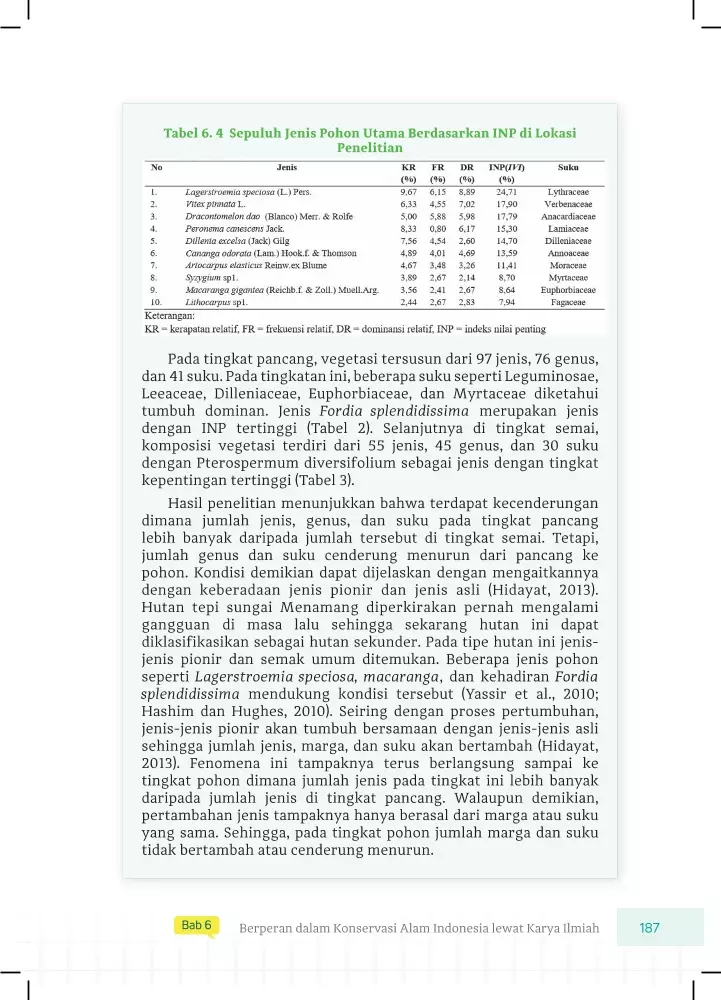 Tabel 6. 4 Sepuluh Jenis Pohon Utama Berdasarkan INP di Lokasi
Penelitian
No Jenis KR FR DR INP(IVI) Suku
(%) (%) (%) (%)
1. Lagerstroemia speciosa (L.) Pers. 9,67 6,15 8,89 24,71 Lythraceae
2. Vitex pinnata L. 6,33 4,55 7,02 17,90 Verbenaceae
3. Dracontomelon dao (Blanco) Merr. & Rolfe 5,00 5,88 5,98 17,79 Anacardiaceae
4. Peronema canescens Jack. 8,33 0,80 6,17 15,30 Lamiaceae
5. Dillenia excelsa (Jack) Gilg 7,56 4,54 2,60 14,70 Dilleniaceae
6. Cananga odorata (Lam.) Hook.f. & Thomson 4,89 4,01 4,69 13,59 Annoaceae
7. Artocarpus elasticus Reinw.ex Blume 4,67 3,48 3,26 11,41 Moraceae
8. Syzygium sp1. 3,89 2,67 2,14 8,70 Myrtaceae
9. Macaranga gigantea (Reichb.f. & Zoll.) Muell.Arg. 3,56 2,41 2,67 8,64 Euphorbiaceae
10. Lithocarpus sp1. 2,44 2,67 2,83 7,94 Fagaceae
Keterangan:
KR = kerapatan relatif, FR = frekuensi relatif, DR = dominansi relatif, INP = indeks nilai penting
Pada tingkat pancang, vegetasi tersusun dari 97 jenis, 76 genus,
dan 41 suku. Pada tingkatan ini, beberapa suku seperti Leguminosae,
Leeaceae, Dilleniaceae, Euphorbiaceae, dan Myrtaceae diketahui
tumbuh dominan. Jenis Fordia splendidissima merupakan jenis
dengan INP tertinggi (Tabel 2). Selanjutnya di tingkat semai,
komposisi vegetasi terdiri dari 55 jenis, 45 genus, dan 30 suku
dengan Pterospermum diversifolium sebagai jenis dengan tingkat
kepentingan tertinggi (Tabel 3).
Hasil penelitian menunjukkan bahwa terdapat kecenderungan
dimana jumlah jenis, genus, dan suku pada tingkat pancang
lebih banyak daripada jumlah tersebut di tingkat semai. Tetapi,
jumlah genus dan suku cenderung menurun dari pancang ke
pohon. Kondisi demikian dapat dijelaskan dengan mengaitkannya
dengan keberadaan jenis pionir dan jenis asli (Hidayat, 2013).
Hutan tepi sungai Menamang diperkirakan pernah mengalami
gangguan di masa lalu sehingga sekarang hutan ini dapat
diklasifikasikan sebagai hutan sekunder. Pada tipe hutan ini jenis-
jenis pionir dan semak umum ditemukan. Beberapa jenis pohon
seperti Lagerstroemia speciosa, macaranga, dan kehadiran Fordia
splendidissima mendukung kondisi tersebut (Yassir et al., 2010;
Hashim dan Hughes, 2010). Seiring dengan proses pertumbuhan,
jenis-jenis pionir akan tumbuh bersamaan dengan jenis-jenis asli
sehingga jumlah jenis, marga, dan suku akan bertambah (Hidayat,
2013). Fenomena ini tampaknya terus berlangsung sampai ke
tingkat pohon dimana jumlah jenis pada tingkat ini lebih banyak
daripada jumlah jenis di tingkat pancang. Walaupun demikian,
pertambahan jenis tampaknya hanya berasal dari marga atau suku
yang sama. Sehingga, pada tingkat pohon jumlah marga dan suku
tidak bertambah atau cenderung menurun.
Bab 6 Berperan dalam Konservasi Alam Indonesia lewat Karya Ilmiah 187